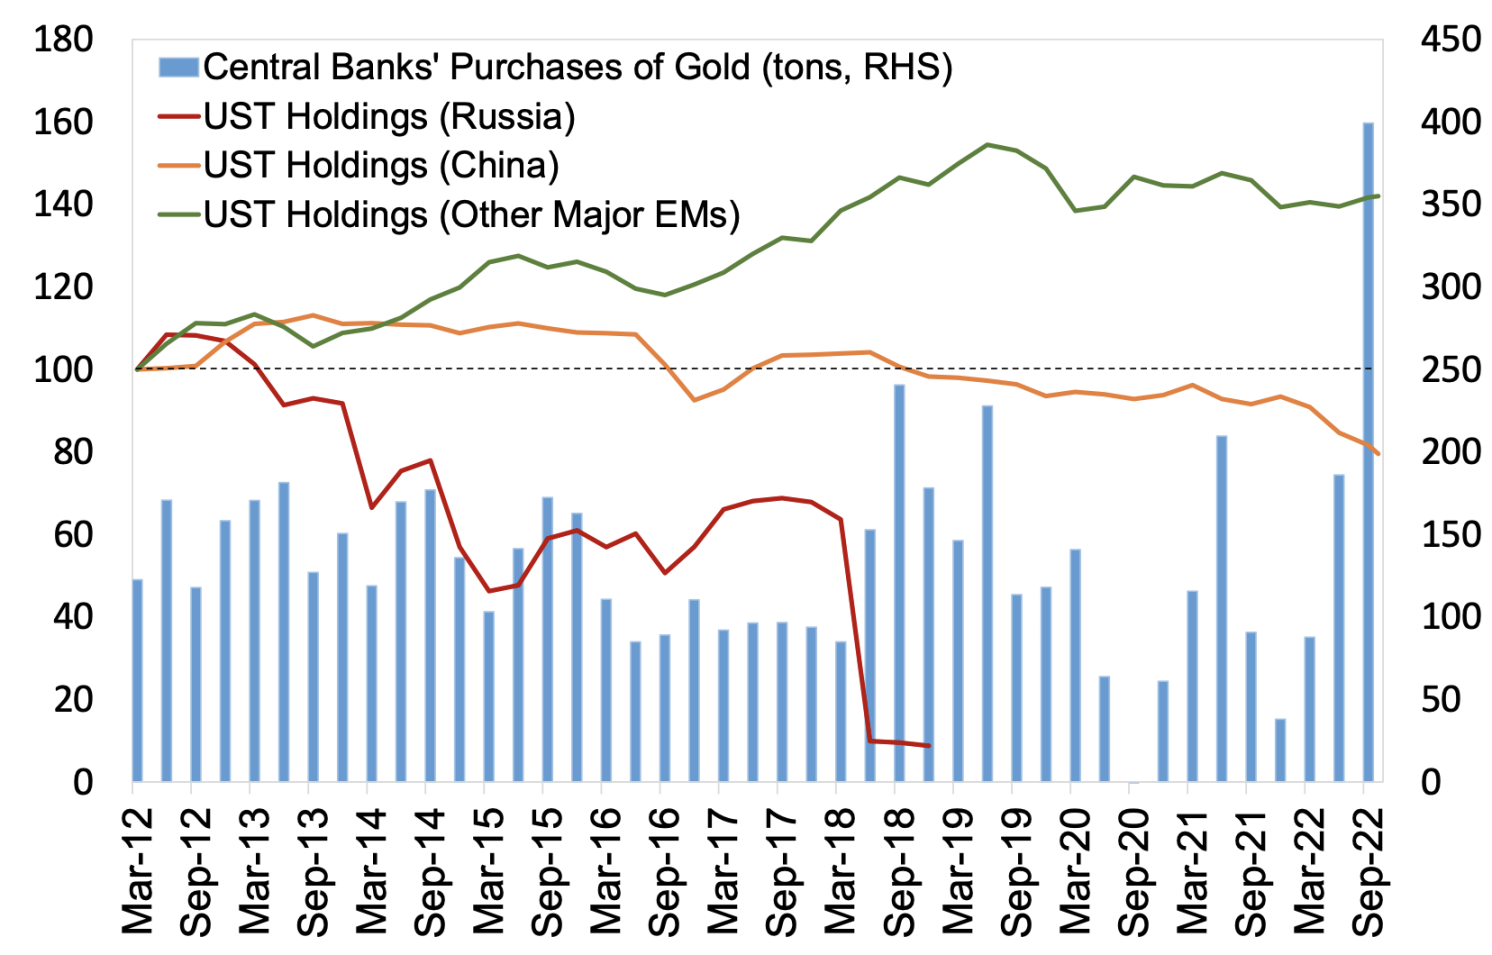 180
160
140
120
100
80
60
40
20
0
Central Banks' Purchases of Gold (tons, RHS)
UST Holdings (Russia)
UST Holdings (China)
UST Holdings (Other Major EMs)
450
400
350
300
250
200
150
100
50
0
Mar-12
Sep-12
Mar-13
Sep-13
Mar-14
Sep-14
Mar-15
Sep-15
Mar-16
Sep-16
Mar-17
Sep-17
Mar-18
Sep-18
Mar-19
Sep-19
Mar-20
Sep-20
Mar-21
Sep-21
Mar-22
Sep-22